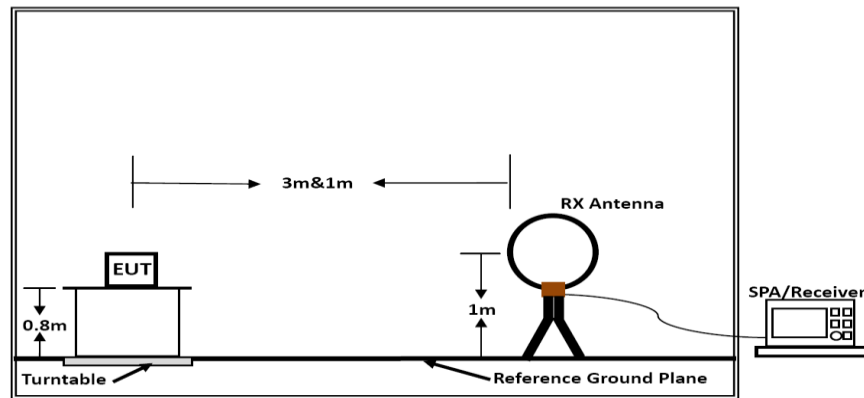 3m&1m
RX Antenna
EUT
SPA/Receiver
0.8m
1m
Turntable
Reference Ground Plane